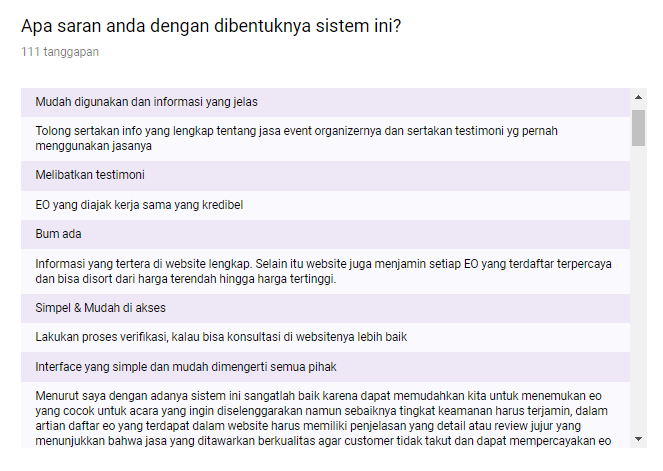 Apa saran anda dengan dibentuknya sistem ini?
111 tanggapan
Mudah digunakan dan informasi yang jelas
Tolong sertakan info yang lengkap tentang jasa event organizernya dan sertakan testimoni yg pernah
menggunakan jasanya
Melibatkan testimoni
EO yang diajak kerja sama yang kredibel
Bum ada
Informasi yang tertera di website lengkap. Selain itu website juga menjamin setiap EO yang terdaftar terpercaya
dan bisa disort dari harga terendah hingga harga tertinggi.
Simpel & Mudah di akses
Lakukan proses verifikasi, kalau bisa konsultasi di websitenya lebih baik
Interface yang simple dan mudah dimengerti semua pihak
Menurut saya dengan adanya sistem ini sangatlah baik karena dapat memudahkan kita untuk menemukan eo
yang cocok untuk acara yang ingin diselenggarakan namun sebaiknya tingkat keamanan harus terjamin, dalam
artian daftar eo yang terdapat dalam website harus memiliki penjelasan yang detail atau review jujur yang
menunjukkan bahwa jasa yang ditawarkan berkualitas agar customer tidak takut dan dapat mempercayakan eo